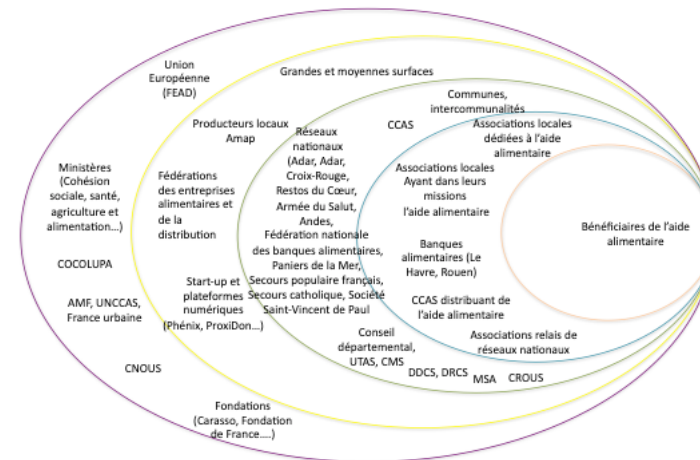 Union
Européenne
(FEAD)
Grandes et moyennes surfaces
Communes,
intercommunalités
Producteurs locaux
Amap
CCAS
Associations locales
dédiées à l'aide
alimentaire
Réseaux
nationaux
(Adar, Adar,
Croix-Rouge,
Restos du Cœur,
Armée du Salut,
Andes,
Fédération nationale
des banques alimentaires,
Paniers de la Mer,
Secours populaire français,
Secours catholique, Société
Saint-Vincent de Paul
Ministères
(Cohésion
sociale, santé,
agriculture et
alimentation...)
Fédérations
des entreprises
alimentaires et
de la
distribution
Associations locales
Ayant dans leurs
missions
l'aide alimentaire
Bénéficiaires de l'aide
alimentaire
Banques
alimentaires (Le
Havre, Rouen)
COCOLUPA
Start-up et
plateformes
numériques
(Phénix, ProxiDon...)
AMF, UNCCAS,
France urbaine
CCAS distribuant de
l'aide alimentaire
Conseil
départemental,
UTAS, CMS
Associations relais de
réseaux nationaux
CNOUS
DDCS, DRCS
MSA
CROUS
Fondations
(Carasso, Fondation
de France....)